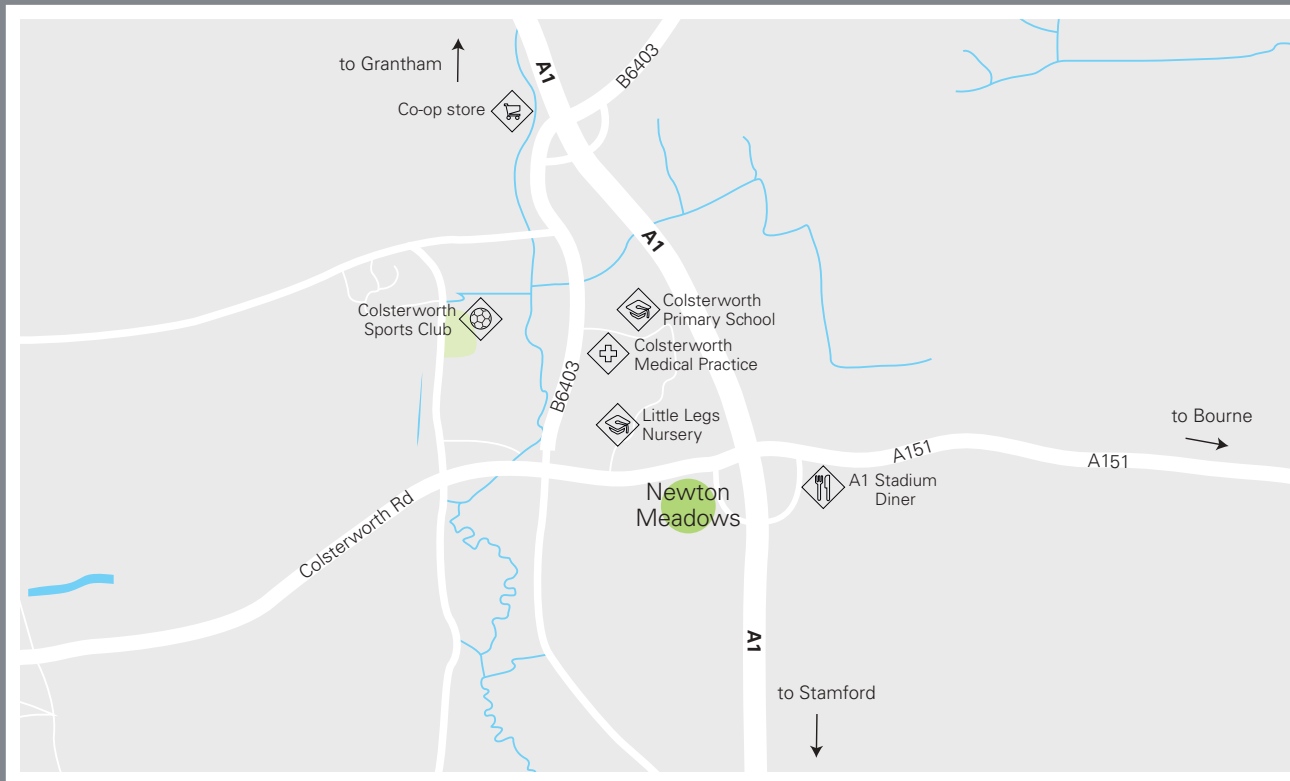 to Grantham
A1
B6403
Co-op store
A1
Colsterworth
Primary School
Colsterworth
Sports Club
Colsterworth
Medical Practice
B6403
Little Legs
Nursery
to Bourne
A151
A151
A1 Stadium
Diner
Newton
Meadows
Colsterworth Rd
A1
to Stamford